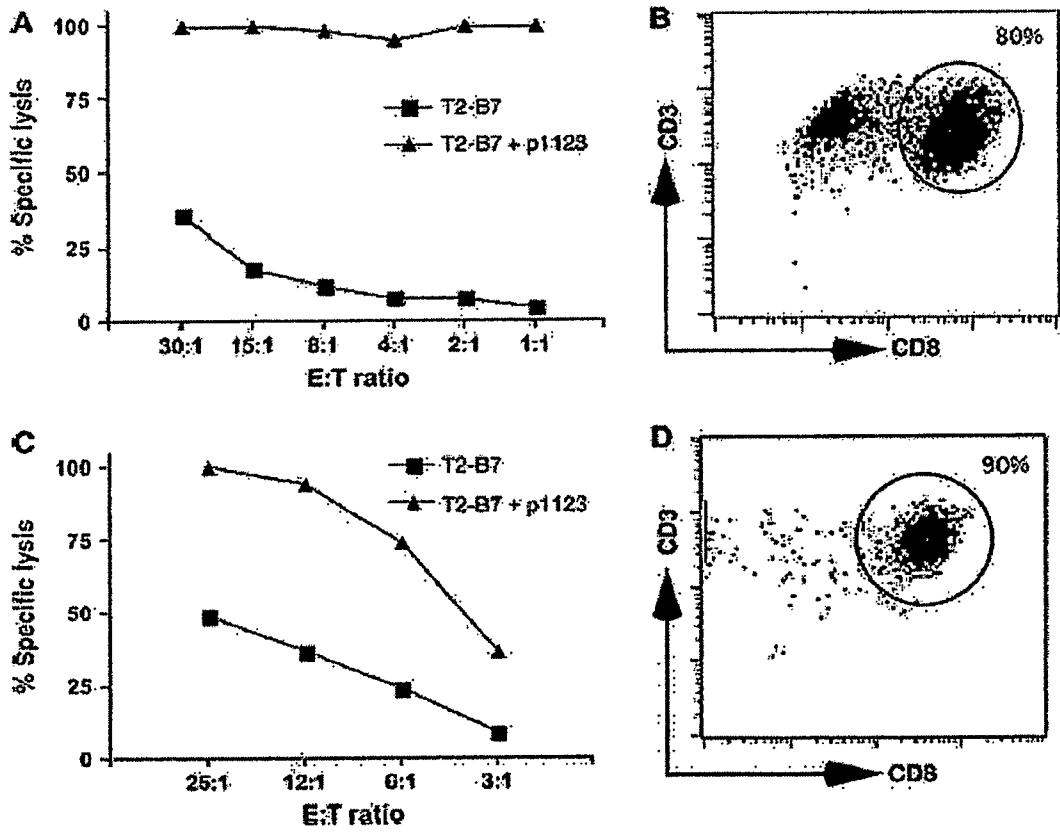 A
100
75
50
25
0
% Specific lysis
T2-B7
T2-B7 + p1123
30:1
15:1
8:1
4:1
2:1
1:1
E:T ratio
B
80%
CD3
CD8
C
100
75
50
25
0
% Specific lysis
T2-B7
T2-B7 + p1123
25:1
12:1
6:1
3:1
E:T ratio
D
90%
CD3
CD8